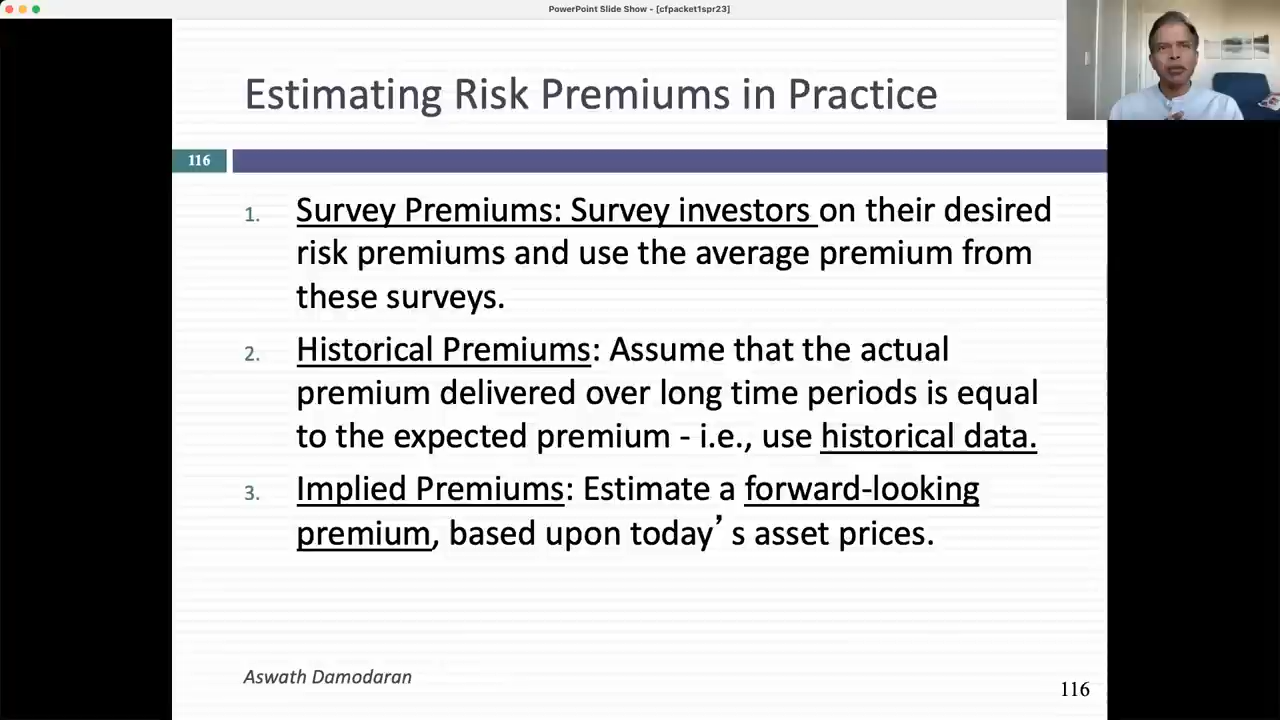 PowerPoint Slide Show - [cfpacket1spr23]
Estimating Risk Premiums in Practice
116
1. Survey Premiums: Survey investors on their desired
risk premiums and use the average premium from
these surveys.
2. Historical Premiums: Assume that the actual
premium delivered over long time periods is equal
to the expected premium - i.e., use historical data.
3. Implied Premiums: Estimate a forward-looking
premium, based upon today’ s asset prices.
Aswath Damodaran
116